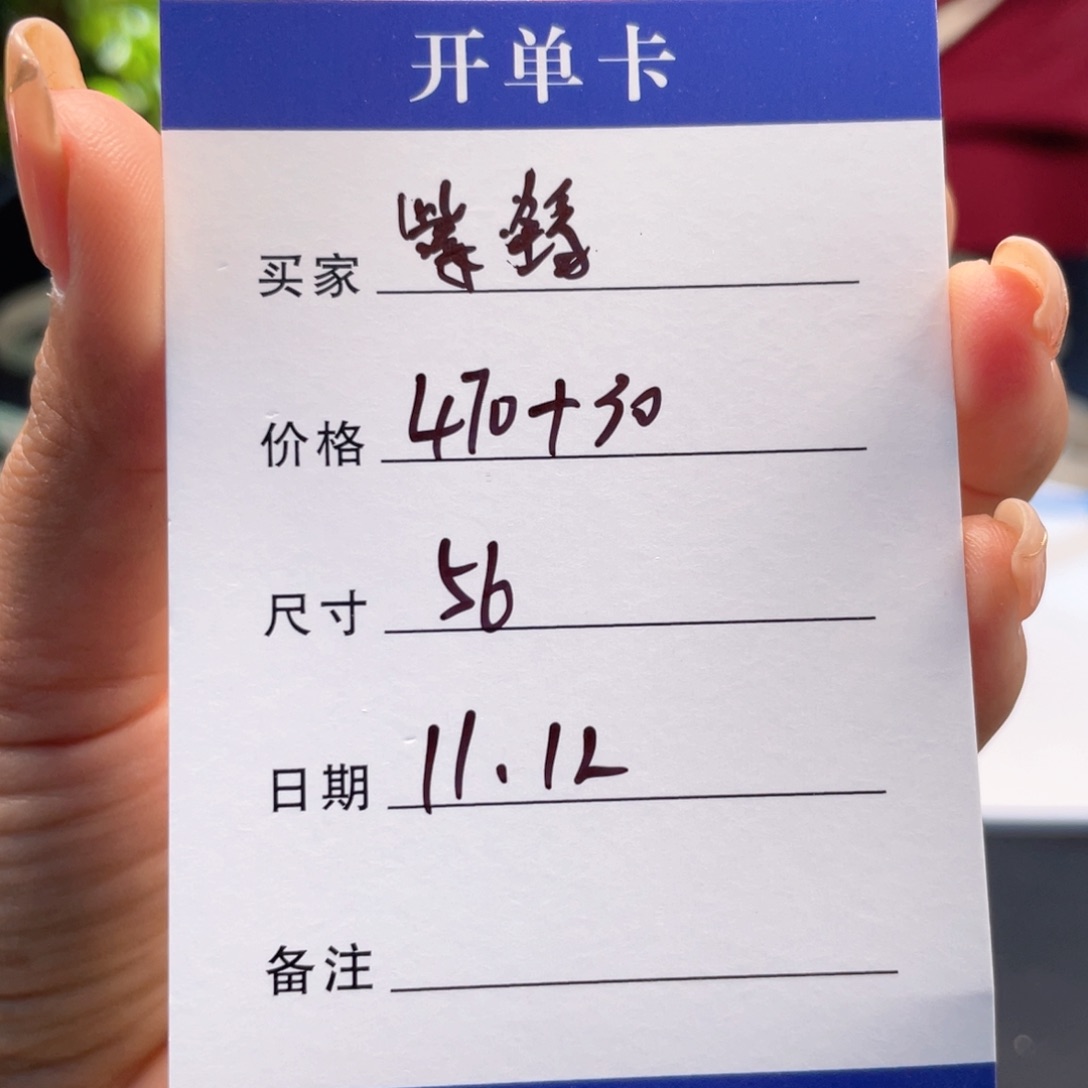 开单卡
买家
价格 470+30
尺寸 56
日期 11.12
备注